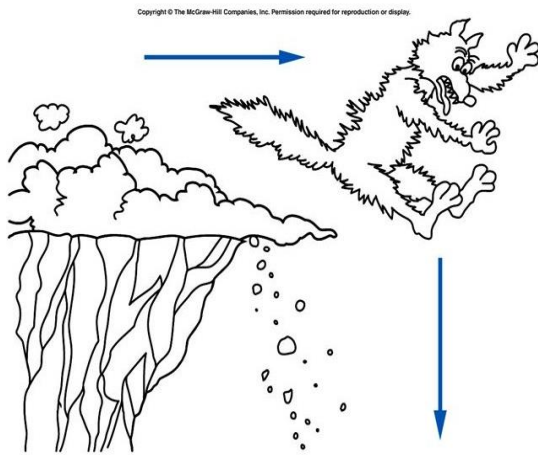 Copyright © The McGraw-Hill Companies, Inc. Permission required for reproduction or display.